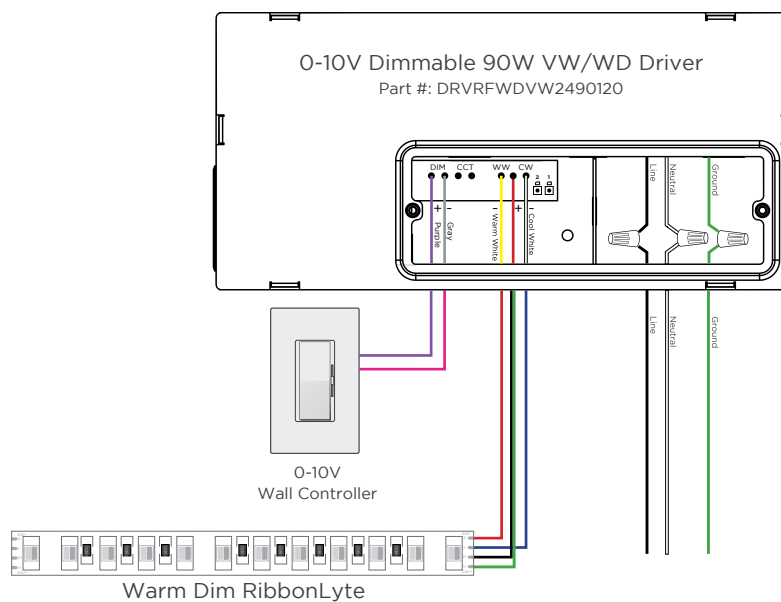 0-10V Dimmable 90W VW/WD Driver
Part #: DRVRFWDVW2490120
DIM
CCT
WW
CW
2
1
+
–
–
+
–
Purple
Gray
Warm White
Cool White
Line
Neutral
Ground
Line
Neutral
Ground
0-10V
Wall Controller
Warm Dim RibbonLyte